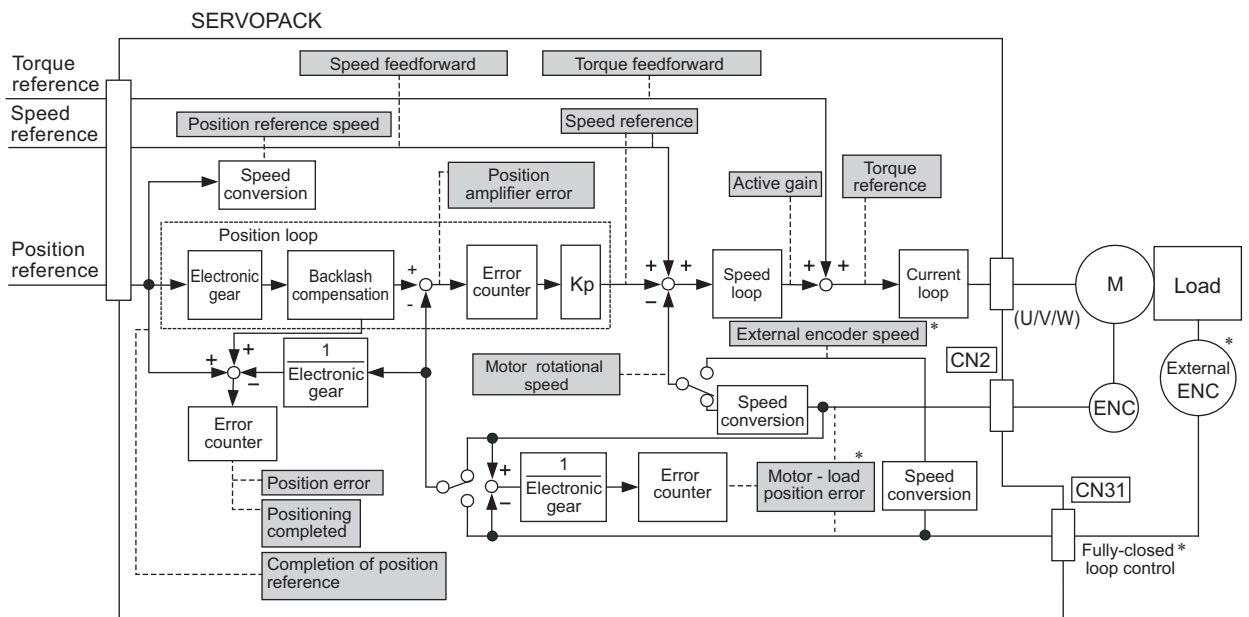 SERVOPACK
Torque
reference
Speed
reference
Position
reference
Speed feedforward
Torque feedforward
Position reference speed
Speed reference
Speed
conversion
Position
amplifier error
Active gain
Torque
reference
Position loop
Electronic
gear
Backlash
compensation
+
-
Error
counter
Kp
+
+
−
Speed
loop
+
+
Current
loop
(U/V/W)
M
Load
External encoder speed *
+
+
−
1
Electronic
gear
Motor rotational
speed
Speed
conversion
CN2
ENC
*
External
ENC
Error
counter
Position error
Positioning
completed
Completion of position
reference
+
−
1
Electronic
gear
Error
counter
*
Motor - load
position error
Speed
conversion
CN31
Fully-closed *
loop control